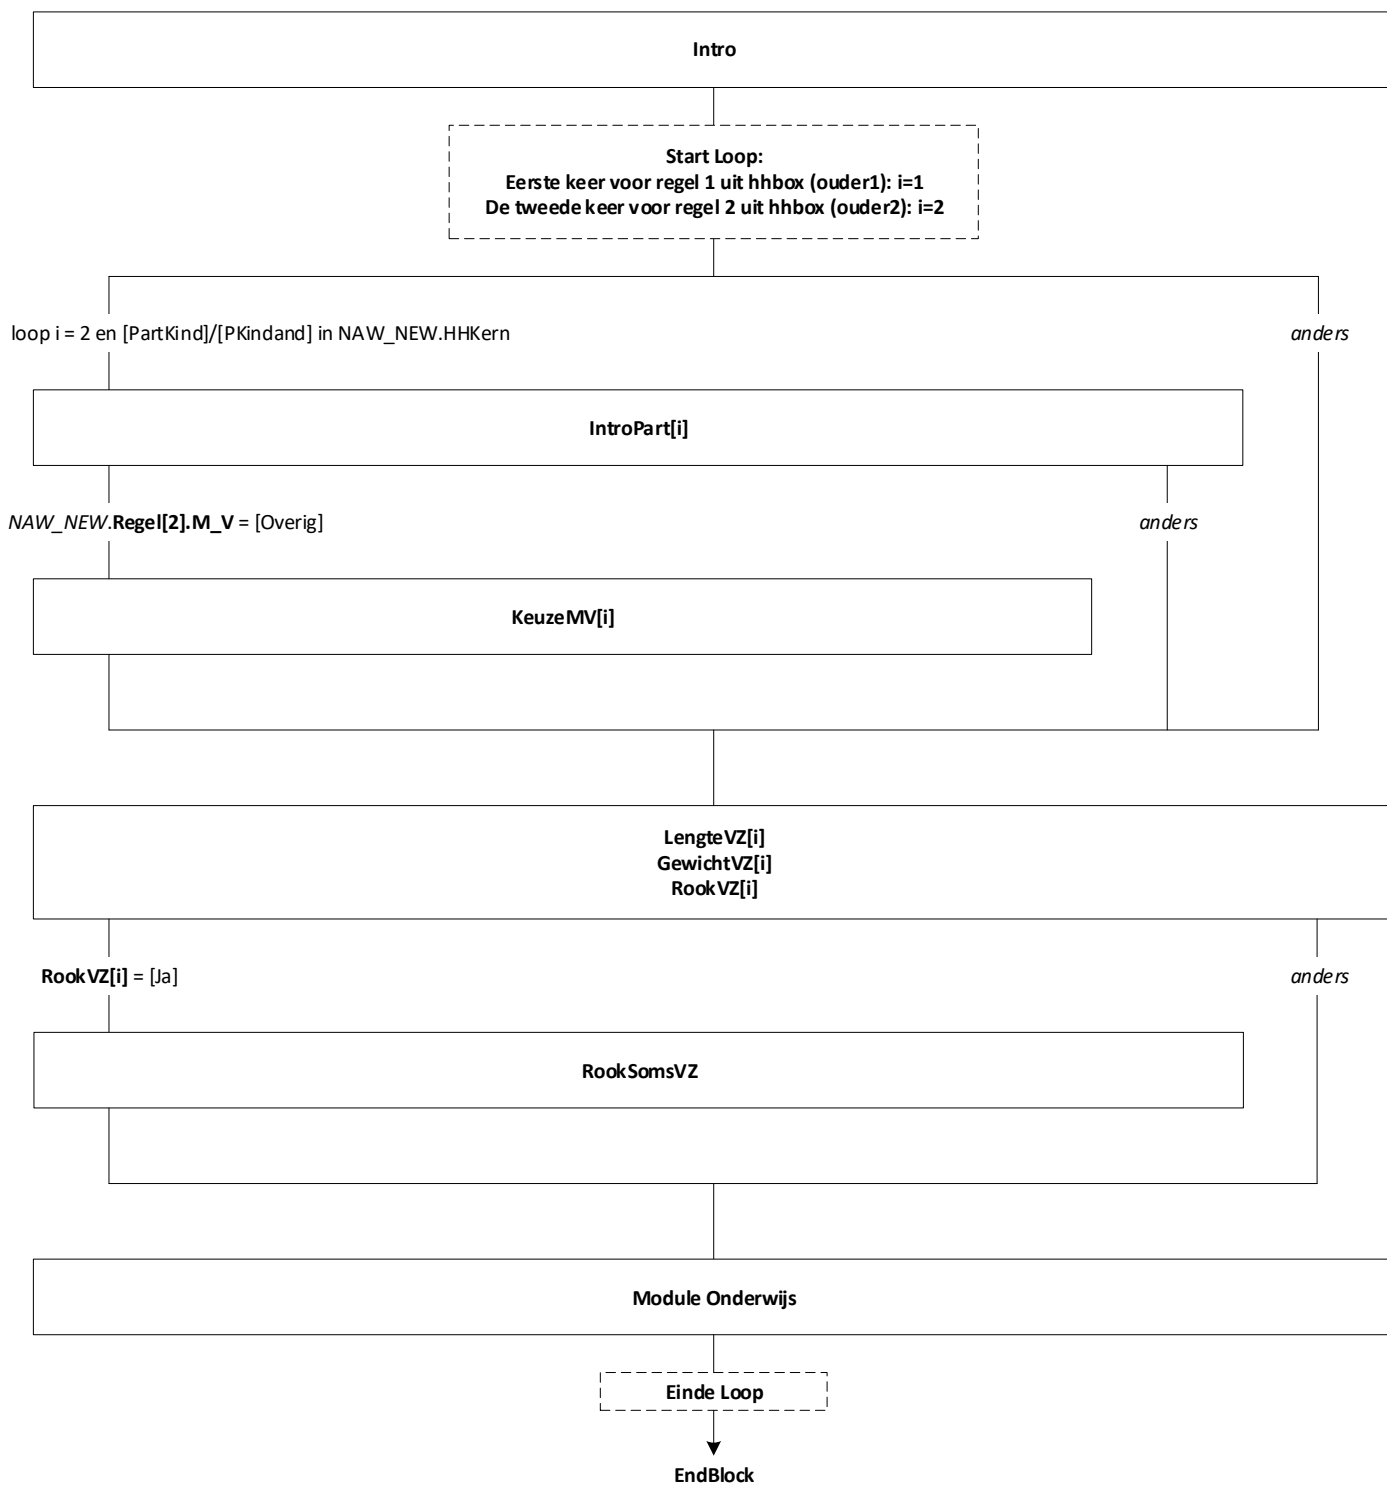 Intro
Start Loop:
Eerste keer voor regel 1 uit hhbox (ouder1): i=1
De tweede keer voor regel 2 uit hhbox (ouder2): i=2
loop i = 2 en [PartKind]/[PKindand] in NAW_NEW.HHKern
anders
IntroPart[i]
NAW_NEW.Regel[2].M_V = [Overig]
anders
KeuzeMV[i]
LengteVZ[i]
GewichtVZ[i]
RookVZ[i]
RookVZ[i] = [Ja]
anders
RookSomsVZ
Module Onderwijs
Einde Loop
EndBlock